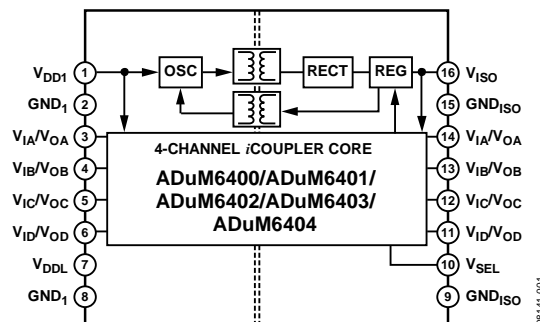 VDD1 1 OSC RECT REG 16 VISO
GND1 2 15 GNDISO
VIA/VOA 3 14 VIA/VOA
4-CHANNEL iCOUPLER CORE
VIB/VOB 4 13 VIB/VOB
ADuM6400/ADuM6401/
ADuM6402/ADuM6403/
ADuM6404
VIC/VOC 5 12 VIC/VOC
VID/VOD 6 11 VID/VOD
VDDL 7 10 VSEL
GND1 8 9 GNDISO
08141-001